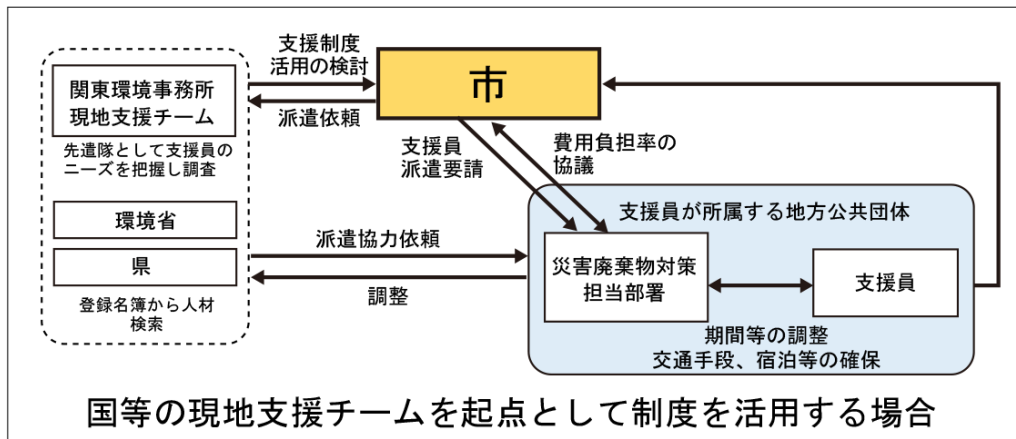 支援制度
活用の検討
派遣依頼
市
関東環境事務所
現地支援チーム
先遣隊として支援員の
ニーズを把握し調査
環境省
県
登録名簿から人材
検索
支援員
派遣要請
費用負担率の
協議
派遣協力依頼
調整
支援員が所属する地方公共団体
災害廃棄物対策
担当部署
支援員
期間等の調整
交通手段、宿泊等の確保
国等の現地支援チームを起点として制度を活用する場合